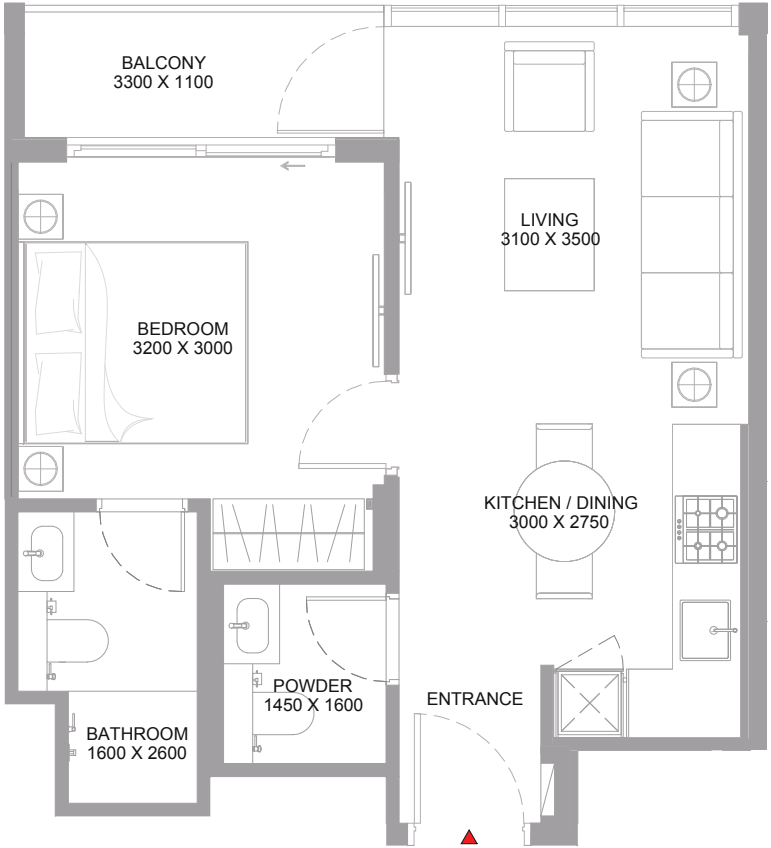 BALCONY
3300 X 1100
LIVING
3100 X 3500
BEDROOM
3200 X 3000
KITCHEN / DINING
3000 X 2750
POWDER
1450 X 1600
ENTRANCE
BATHROOM
1600 X 2600